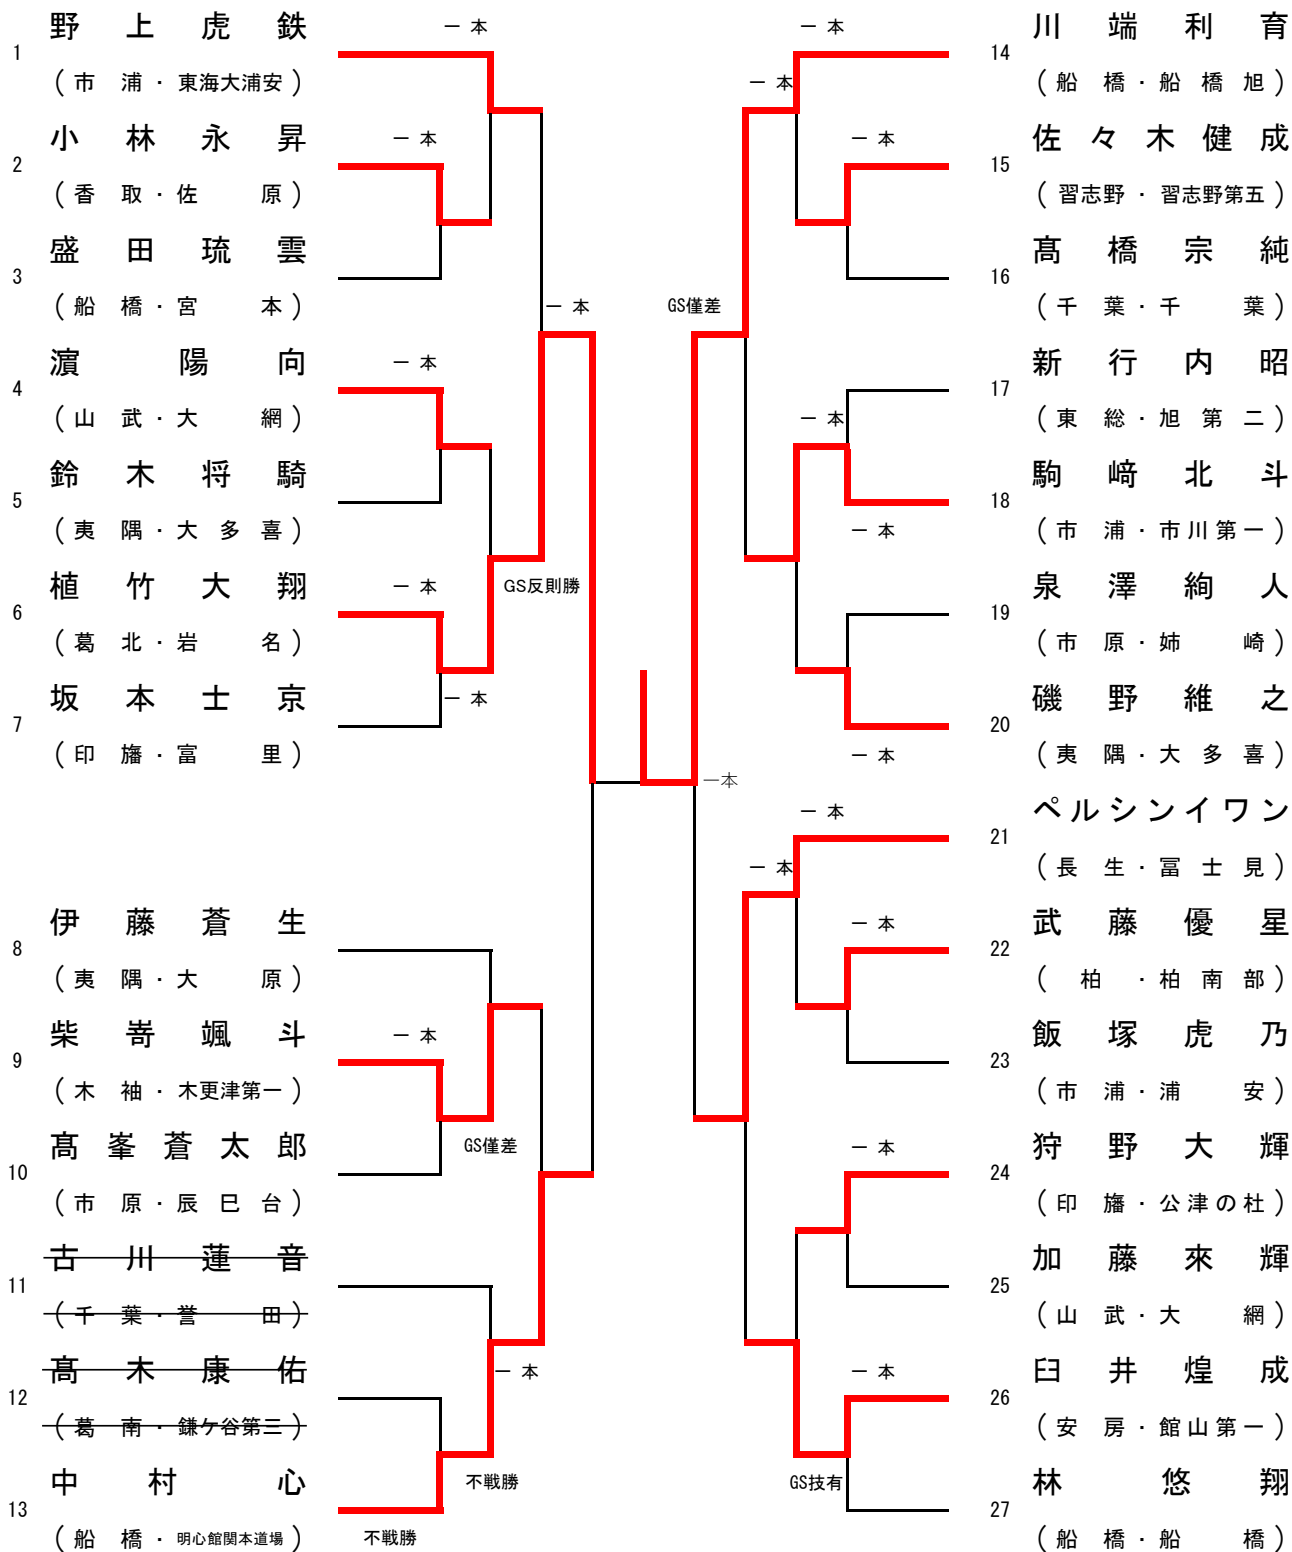 野上虎鉄
1
(市浦・東海大浦安)
一本
小林永昇
2
(香取・佐原)
一本
盛田琉雲
3
(船橋・宮本)
一本
濵陽向
4
(山武・大網)
一本
鈴木将騎
5
(夷隅・大多喜)
植竹大翔
6
(葛北・岩名)
一本
GS反則勝
坂本士京
7
(印旛・富里)
一本
伊藤蒼生
8
(夷隅・大原)
柴嵜颯斗
9
(木袖・木更津第一)
一本
髙峯蒼太郎
10
(市原・辰巳台)
GS僅差
古川蓮音
11
(千葉・誉田)
髙木康佑
12
(葛南・鎌ケ谷第三)
一本
中村心
13
(船橋・明心館関本道場)
不戦勝
不戦勝
川端利育
14
(船橋・船橋旭)
一本
一本
佐々木健成
15
(習志野・習志野第五)
一本
髙橋宗純
16
(千葉・千葉)
GS僅差
新行内昭
17
(東総・旭第二)
一本
駒﨑北斗
18
(市浦・市川第一)
一本
泉澤絢人
19
(市原・姉崎)
磯野維之
20
(夷隅・大多喜)
一本
一本
ペルシンイワン
21
(長生・冨士見)
一本
一本
武藤優星
22
(柏・柏南部)
一本
飯塚虎乃
23
(市浦・浦安)
狩野大輝
24
(印旛・公津の杜)
一本
加藤來輝
25
(山武・大網)
臼井煌成
26
(安房・館山第一)
一本
林悠翔
27
(船橋・船橋)
GS技有